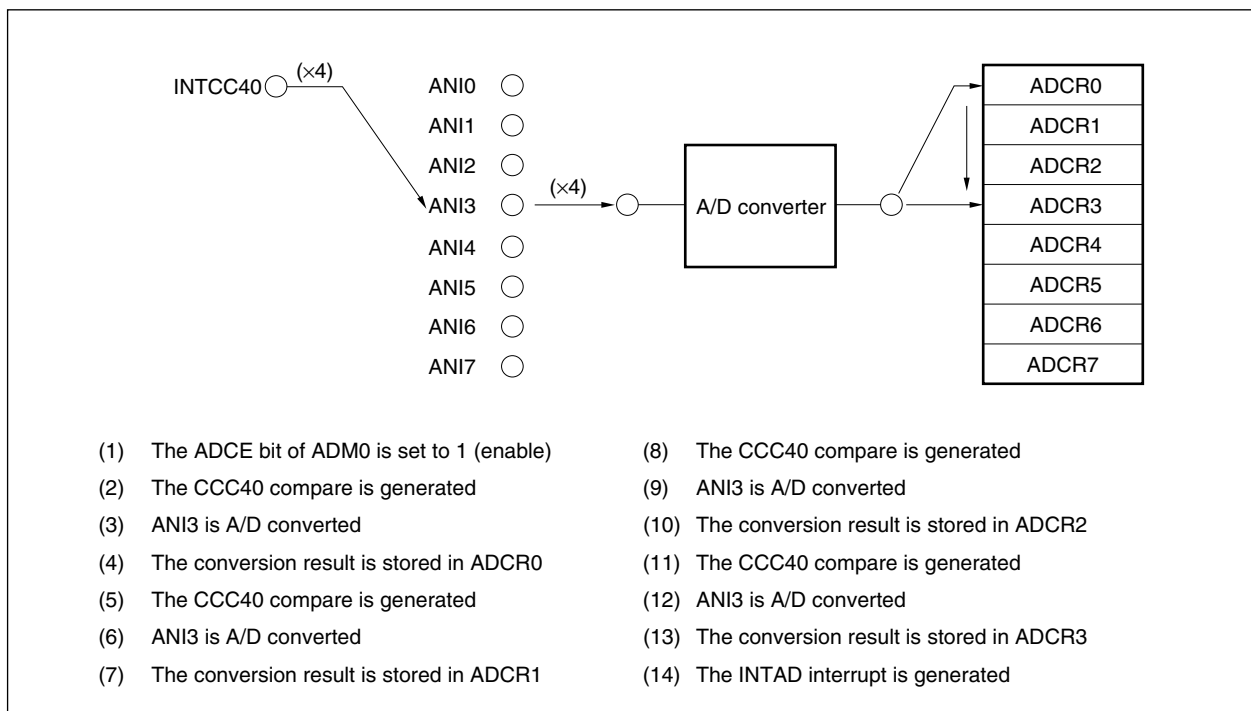 INTCC40
(×4)
ANI0
ANI1
ANI2
ANI3
ANI4
ANI5
ANI6
ANI7
(×4)
A/D converter
ADCR0
ADCR1
ADCR2
ADCR3
ADCR4
ADCR5
ADCR6
ADCR7
(1) The ADCE bit of ADM0 is set to 1 (enable)
(2) The CCC40 compare is generated
(3) ANI3 is A/D converted
(4) The conversion result is stored in ADCR0
(5) The CCC40 compare is generated
(6) ANI3 is A/D converted
(7) The conversion result is stored in ADCR1
(8) The CCC40 compare is generated
(9) ANI3 is A/D converted
(10) The conversion result is stored in ADCR2
(11) The CCC40 compare is generated
(12) ANI3 is A/D converted
(13) The conversion result is stored in ADCR3
(14) The INTAD interrupt is generated